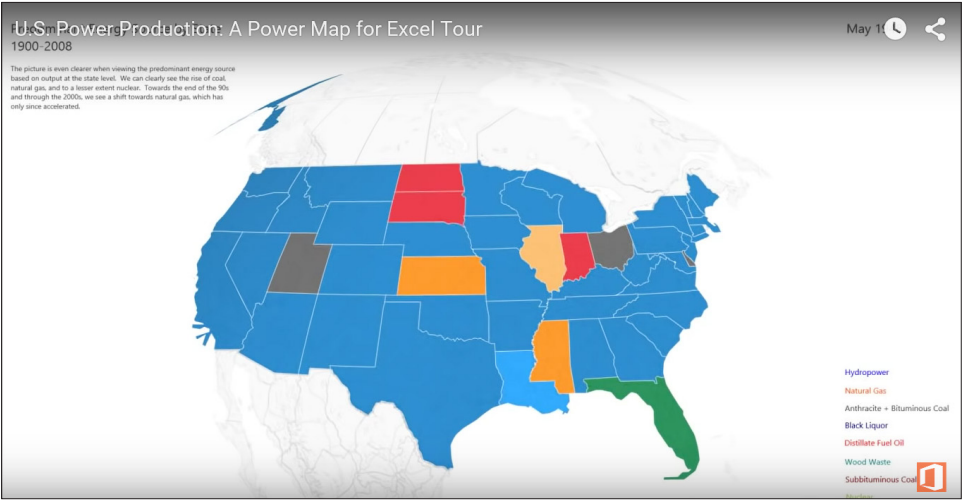 U.S. Power Production: A Power Map for Excel Tour
1900-2008
May 1
The picture is even clearer when viewing the predominant energy source
based on output at the state level. We can clearly see the rise of coal,
natural gas, and to a lesser extent nuclear. Towards the end of the 90s
and through the 2000s, we see a shift towards natural gas, which has
only since accelerated.
Hydropower
Natural Gas
Anthracite + Bituminous Coal
Black Liquor
Distillate Fuel Oil
Wood Waste
Subbituminous Coal